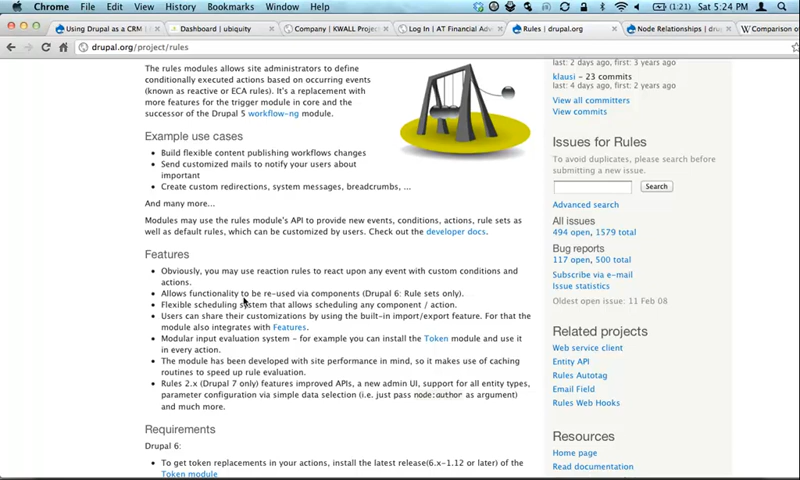 Chrome File Edit View History Bookmarks Window Help (1:21) Sat 5:24 PM
Using Drupal as a CRM | Dashboard | ubiquity Company | KWALL Projec Log In | AT Financial Adv Rules | drupal.org Node Relationships | drup Comparison of
drupal.org/project/rules
The rules modules allows site administrators to define
conditionally executed actions based on occurring events
(known as reactive or ECA rules). It's a replacement with
more features for the trigger module in core and the
successor of the Drupal 5 workflow-ng module.
Example use cases
• Build flexible content publishing workflows changes
• Send customized mails to notify your users about
important
• Create custom redirections, system messages, breadcrumbs, ...
And many more...
Modules may use the rules module's API to provide new events, conditions, actions, rule sets as
well as default rules, which can be customized by users. Check out the developer docs.
Features
• Obviously, you may use reaction rules to react upon any event with custom conditions and
actions.
• Allows functionality to be re-used via components (Drupal 6: Rule sets only).
• Flexible scheduling system that allows scheduling any component / action.
• Users can share their customizations by using the built-in import/export feature. For that the
module also integrates with Features.
• Modular input evaluation system - for example you can install the Token module and use it
in every action.
• The module has been developed with site performance in mind, so it makes use of caching
routines to speed up rule evaluation.
• Rules 2.x (Drupal 7 only) features improved APIs, a new admin UI, support for all entity types,
parameter configuration via simple data selection (i.e. just pass node:author as argument)
and much more.
Requirements
Drupal 6:
• To get token replacements in your actions, install the latest release(6.x-1.12 or later) of the
Token module
last: 2 days ago, first: 3 years ago
klausi - 23 commits
last: 4 days ago, first: 2 years ago
View all committers
View commits
Issues for Rules
To avoid duplicates, please search before
submitting a new issue.
Search
Advanced search
All issues
494 open, 1579 total
Bug reports
117 open, 500 total
Subscribe via e-mail
Issue statistics
Oldest open issue: 11 Feb 08
Related projects
Web service client
Entity API
Rules Autotag
Email Field
Rules Web Hooks
Resources
Home page
Read documentation